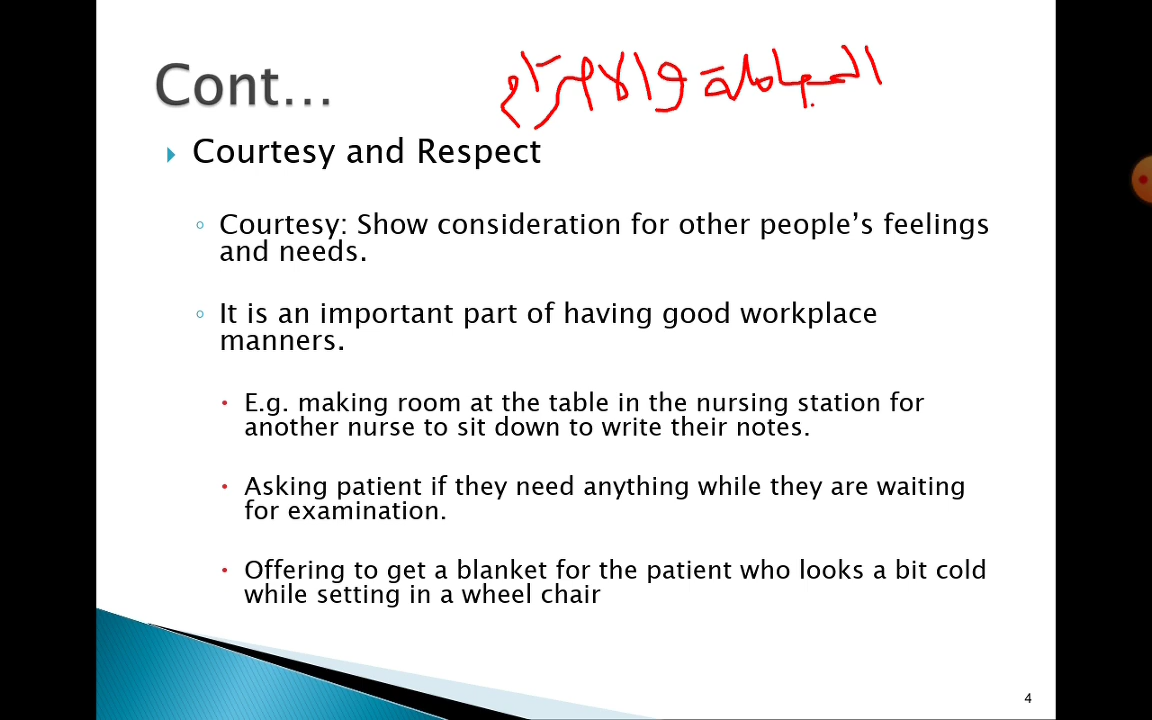 Cont...
المجاملة والاحترام
Courtesy and Respect
Courtesy: Show consideration for other people's feelings
and needs.
It is an important part of having good workplace
manners.
E.g. making room at the table in the nursing station for
another nurse to sit down to write their notes.
Asking patient if they need anything while they are waiting
for examination.
Offering to get a blanket for the patient who looks a bit cold
while setting in a wheel chair
4